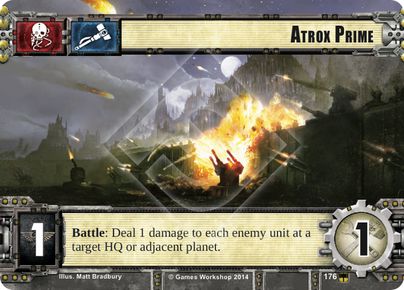 ATROX PRIME
1
Battle: Deal 1 damage to each enemy unit at a
target HQ or adjacent planet.
1
Illus. Matt Bradbury
© Games Workshop 2014
176